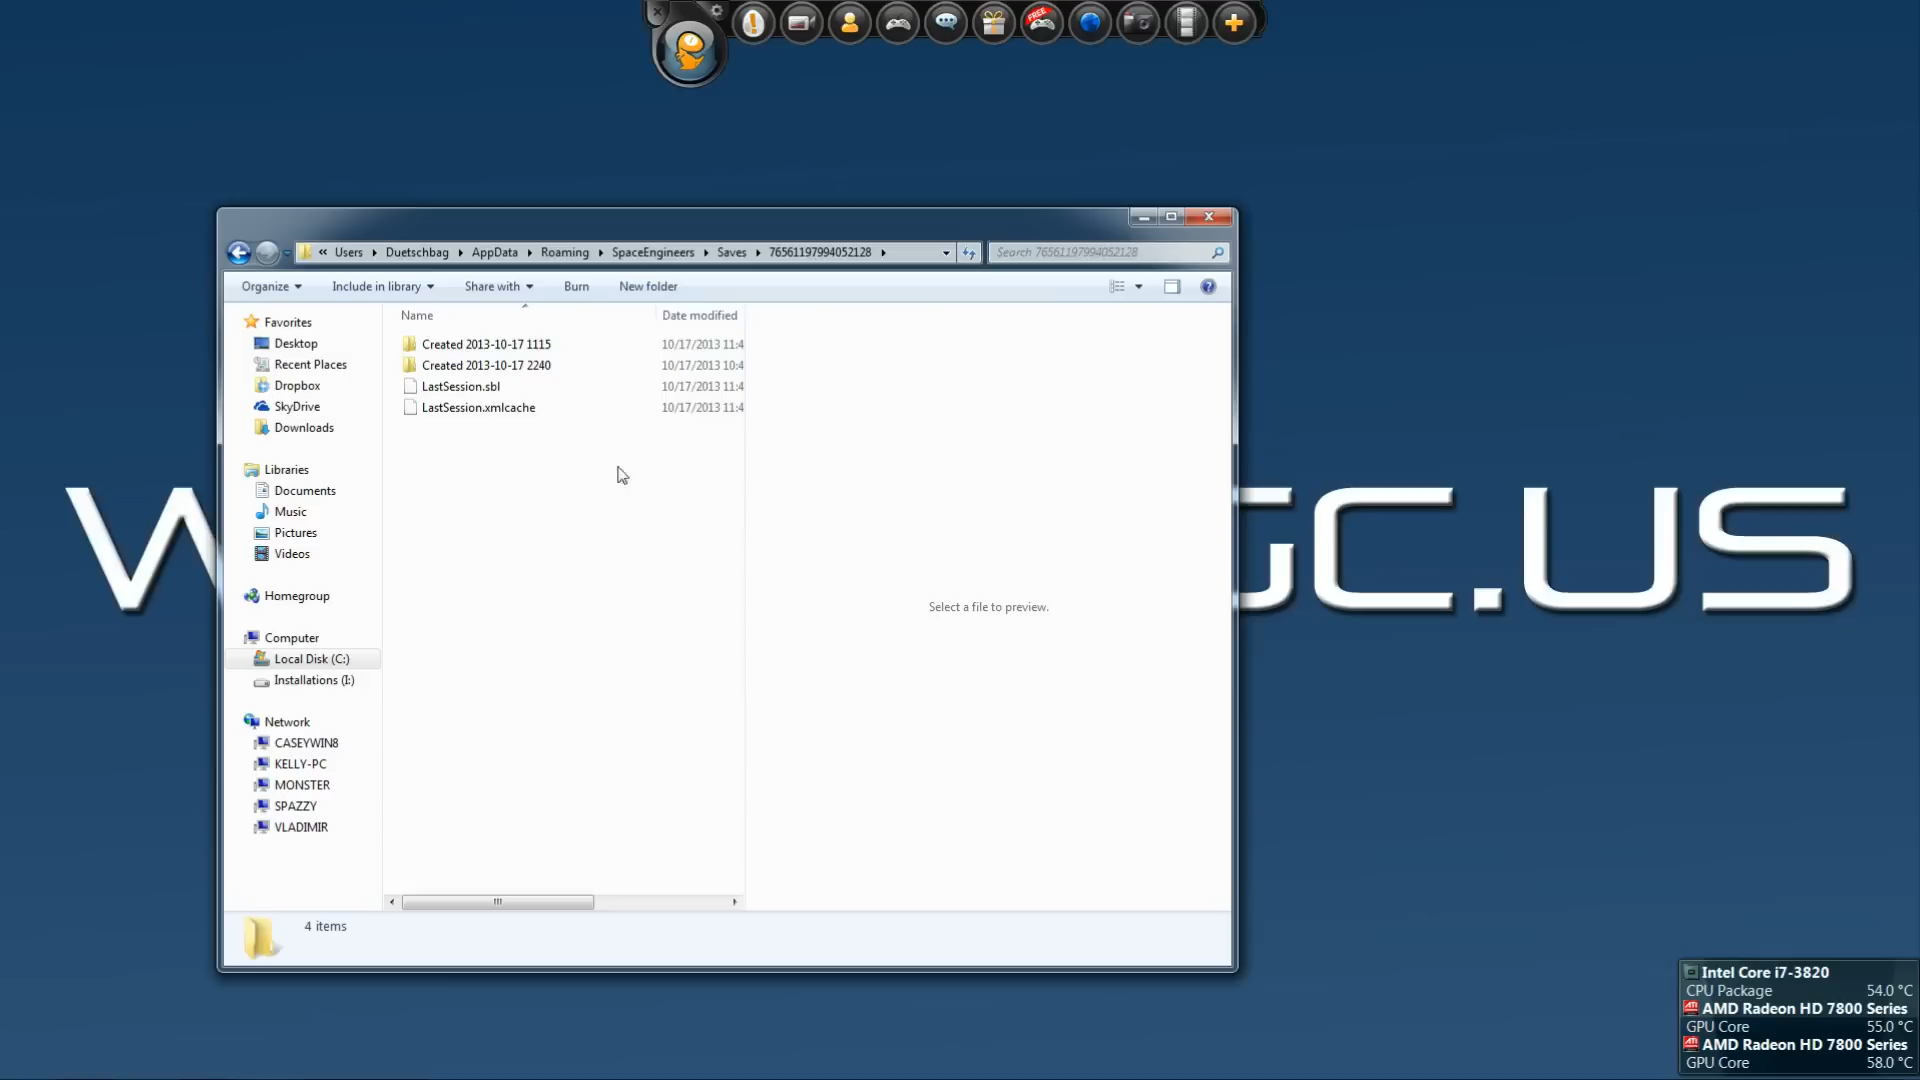 FREE
« Users ▸ Duetschbag ▸ AppData ▸ Roaming ▸ SpaceEngineers ▸ Saves ▸ 76561197994052128 ▸
Search 76561197994052128
Organize Include in library Share with Burn New folder
Name Date modified
Created 2013-10-17 1115 10/17/2013 11:4
Created 2013-10-17 2240 10/17/2013 10:4
LastSession.sbl 10/17/2013 11:4
LastSession.xmlcache 10/17/2013 11:4
Favorites
Desktop
Recent Places
Dropbox
SkyDrive
Downloads
Libraries
Documents
Music
Pictures
Videos
Homegroup
Computer
Local Disk (C:)
Installations (I:)
Network
CASEYWIN8
KELLY-PC
MONSTER
SPAZZY
VLADIMIR
Select a file to preview.
4 items
GC.US
Intel Core i7-3820
CPU Package 54.0 °C
AMD Radeon HD 7800 Series
GPU Core 55.0 °C
AMD Radeon HD 7800 Series
GPU Core 58.0 °C